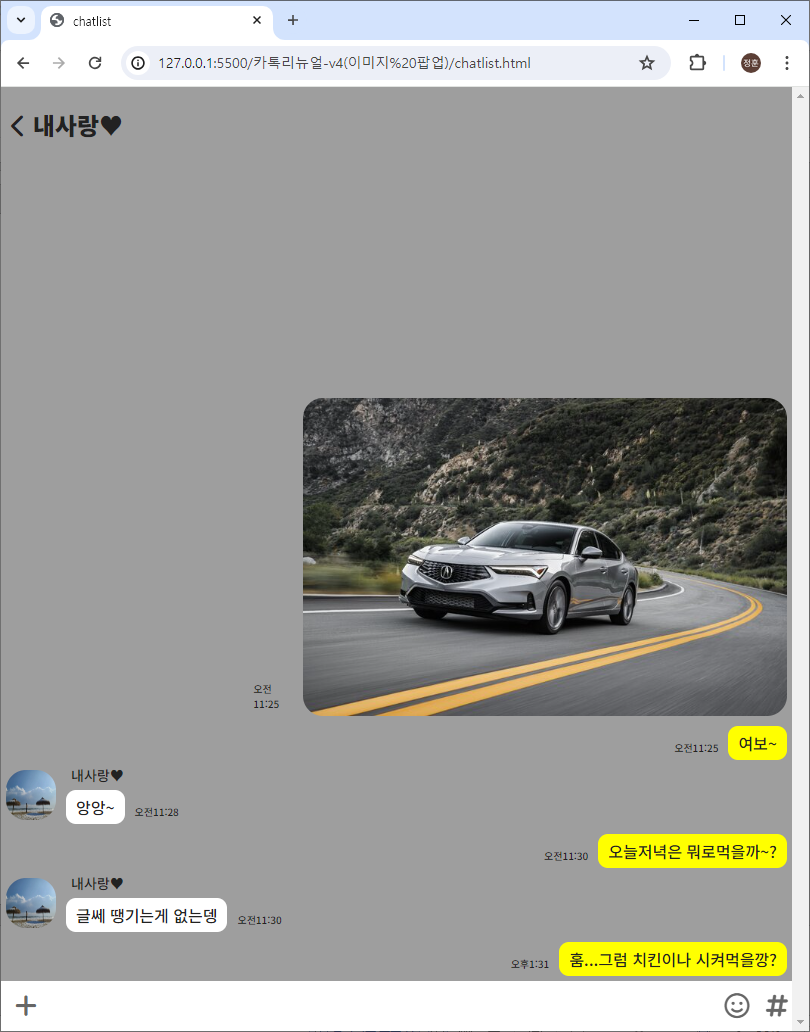 chatlist
127.0.0.1:5500/카톡리뉴얼-v4(이미지%20팝업)/chatlist.html
정훈
내사랑♥
오전
11:25
오전11:25
여보~
내사랑♥
앙앙~
오전11:28
오전11:30
오늘저녁은 뭐로먹을까~?
내사랑♥
글쎄 땡기는게 없는뎅
오전11:30
오후1:31
훔...그럼 치킨이나 시켜먹을깡?
#